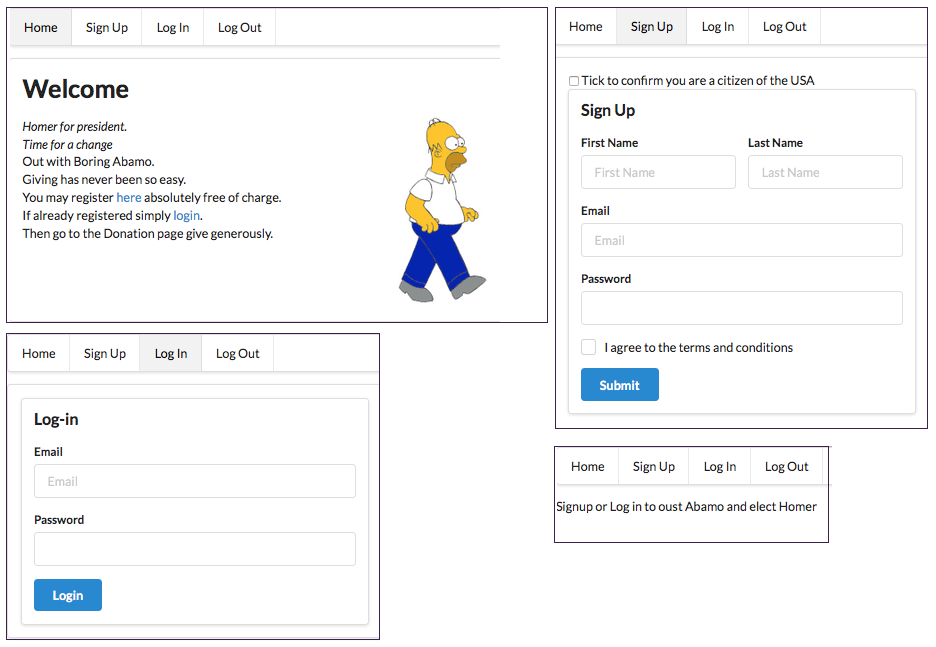 Home Sign Up Log In Log Out
Welcome
Homer for president.
Time for a change
Out with Boring Abamo.
Giving has never been so easy.
You may register here absolutely free of charge.
If already registered simply login.
Then go to the Donation page give generously.
Home Sign Up Log In Log Out
Tick to confirm you are a citizen of the USA
Sign Up
First Name Last Name
First Name Last Name
Email
Email
Password
I agree to the terms and conditions
Submit
Home Sign Up Log In Log Out
Log-in
Email
Email
Password
Login
Home Sign Up Log In Log Out
Signup or Log in to oust Abamo and elect Homer